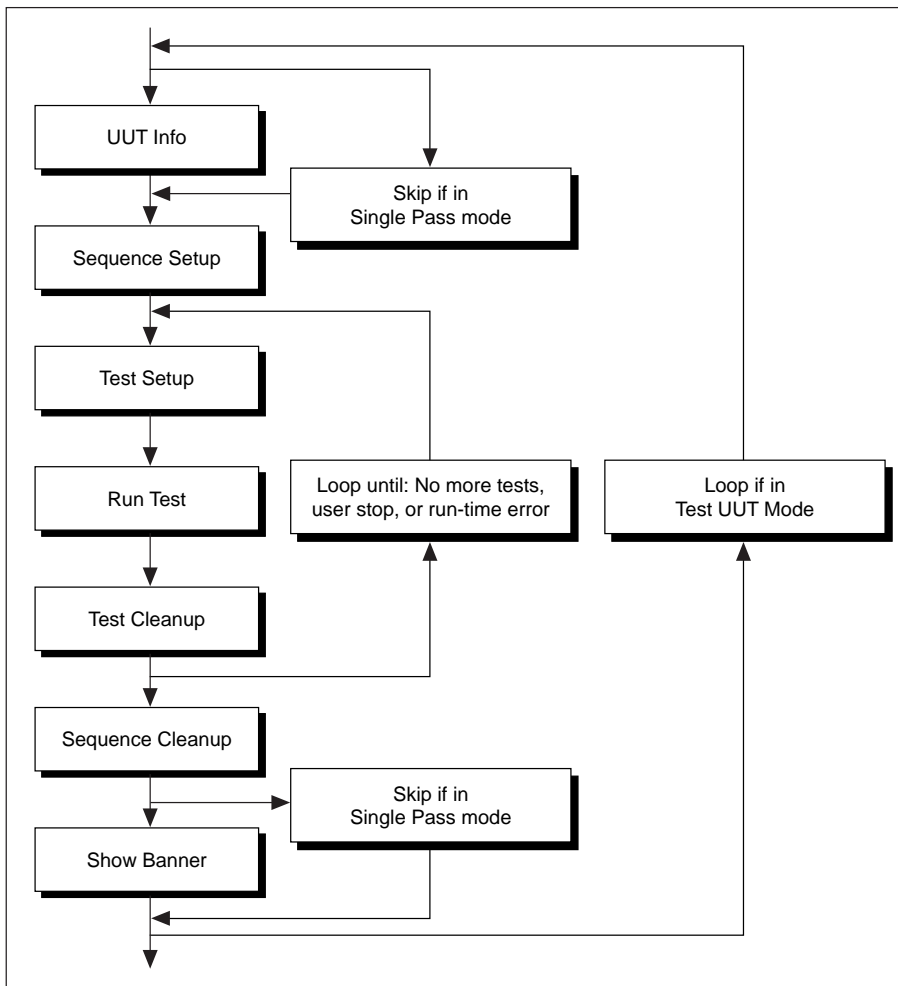 UUT Info
Skip if in
Single Pass mode
Sequence Setup
Test Setup
Run Test
Loop until: No more tests,
user stop, or run-time error
Loop if in
Test UUT Mode
Test Cleanup
Sequence Cleanup
Skip if in
Single Pass mode
Show Banner